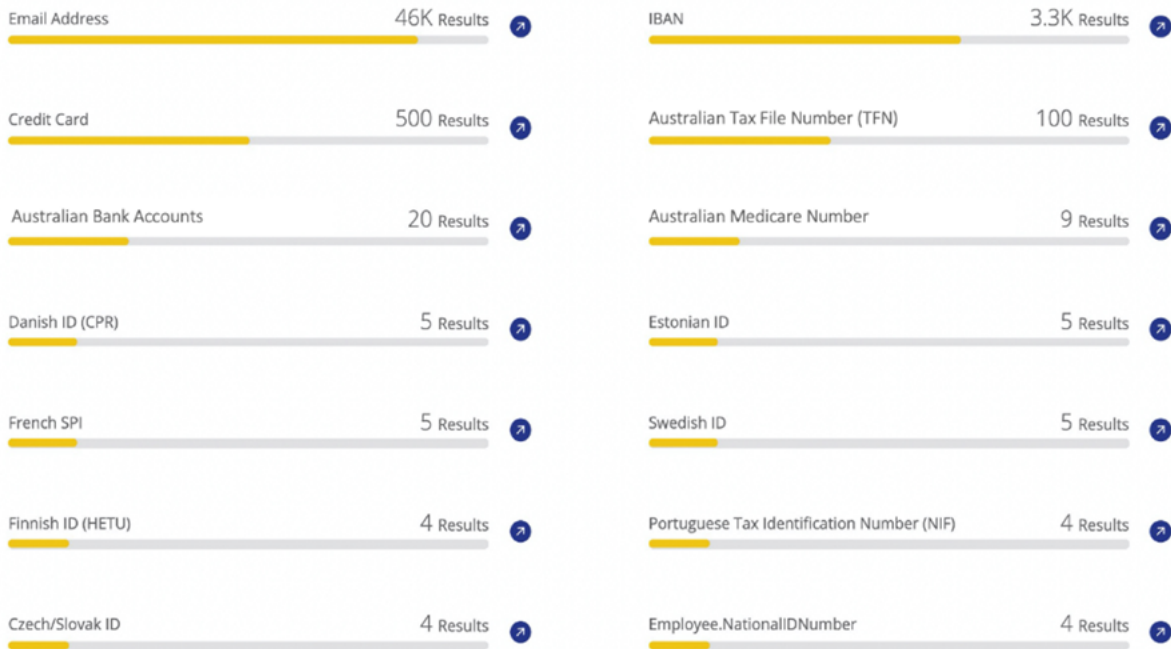 Email Address 46K Results
IBAN 3.3K Results
Credit Card 500 Results
Australian Tax File Number (TFN) 100 Results
Australian Bank Accounts 20 Results
Australian Medicare Number 9 Results
Danish ID (CPR) 5 Results
Estonian ID 5 Results
French SPI 5 Results
Swedish ID 5 Results
Finnish ID (HETU) 4 Results
Portuguese Tax Identification Number (NIF) 4 Results
Czech/Slovak ID 4 Results
Employee.NationalIDNumber 4 Results